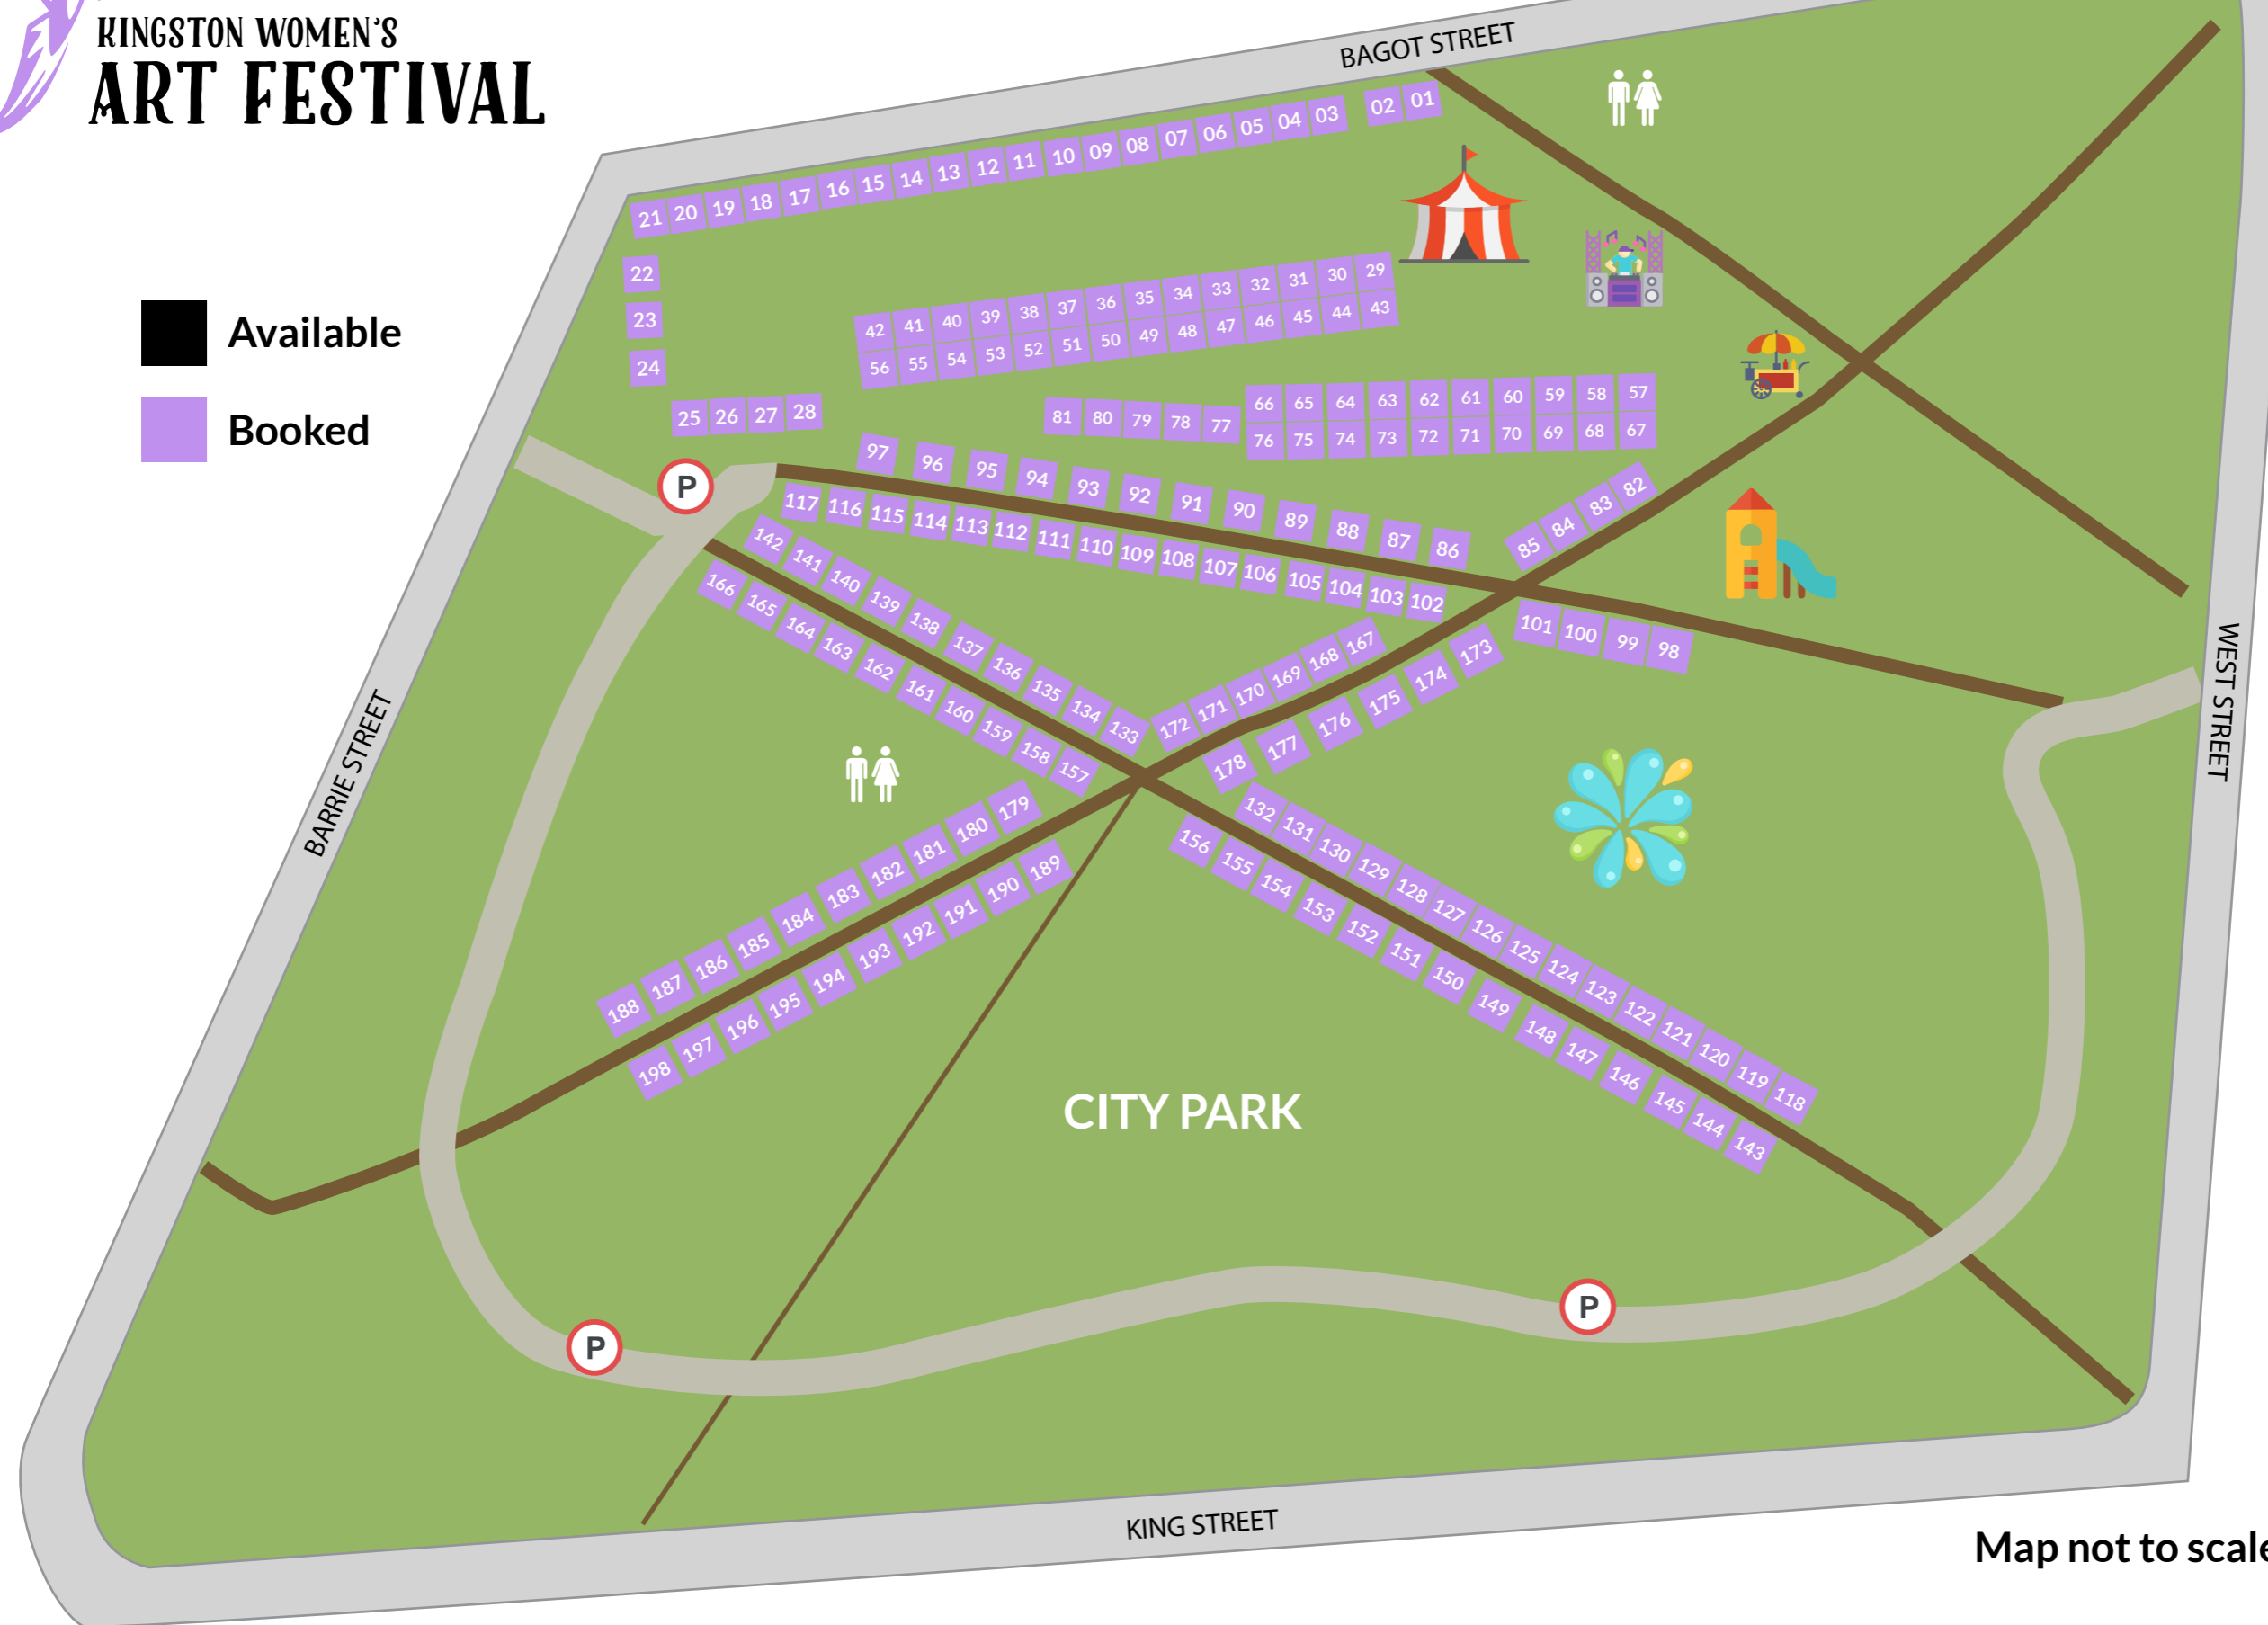 KINGSTON WOMEN'S
ART FESTIVAL
Available
Booked
BAGOT STREET
02 01
21 20 19 18 17 16 15 14 13 12 11 10 09 08 07 06 05 04 03
22
23
24
25 26 27 28
42 41 40 39 38 37 36 35 34 33 32 31 30 29
56 55 54 53 52 51 50 49 48 47 46 45 44 43
66 65 64 63 62 61 60 59 58 57
81 80 79 78 77
76 75 74 73 72 71 70 69 68 67
P
97 96 95 94 93 92 91 90 89 88 87 86
85 84 83 82
117 116 115 114 113 112 111 110 109 108 107 106 105 104 103 102
101 100 99 98
142 141 140 139 138 137 136 135 134 133
166 165 164 163 162 161 160 159 158 157
172 171 170 169 168 167
178 177 176 175 174 173
BARRIE STREET
WEST STREET
188 187 186 185 184 183 182 181 180 179
198 197 196 195 194 193 192 191 190 189
132 131 130 129 128 127 126 125 124 123 122 121 120 119 118
156 155 154 153 152 151 150 149 148 147 146 145 144 143
CITY PARK
P
P
KING STREET
Map not to scale